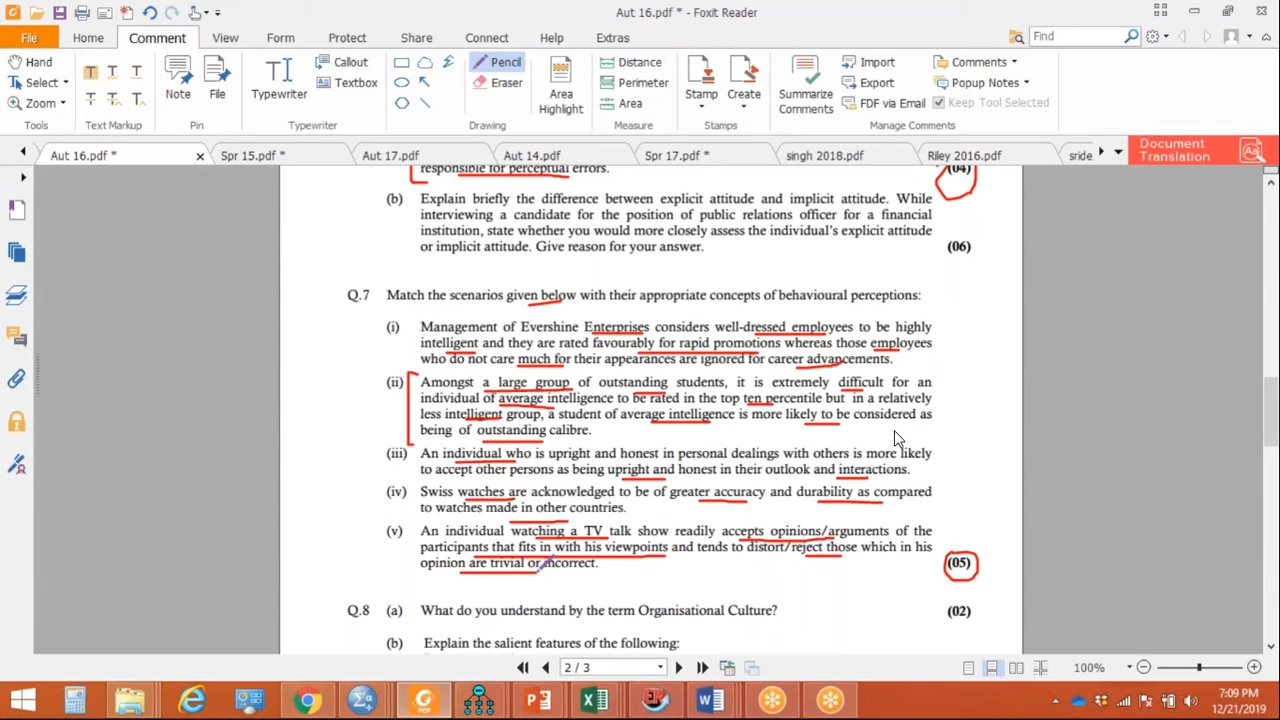 Aut 16.pdf * - Foxit Reader
File Home Comment View Form Protect Share Connect Help Extras
Find
Hand
Select
Zoom
Tools
Text Markup
Note
File
Pin
Typewriter
Callout
Textbox
Typewriter
Pencil
Eraser
Drawing
Area Highlight
Distance
Perimeter
Area
Measure
Stamp
Create
Stamps
Summarize Comments
Import
Export
FDF via Email
Comments
Popup Notes
Keep Tool Selected
Manage Comments
Aut 16.pdf * Spr 15.pdf * Aut 17.pdf Aut 14.pdf Spr 17.pdf * singh 2018.pdf Riley 2016.pdf sride
Document Translation
responsible for perceptual errors. (04)
(b) Explain briefly the difference between explicit attitude and implicit attitude. While
interviewing a candidate for the position of public relations officer for a financial
institution, state whether you would more closely assess the individual's explicit attitude
or implicit attitude. Give reason for your answer. (06)
Q.7 Match the scenarios given below with their appropriate concepts of behavioural perceptions:
(i) Management of Evershine Enterprises considers well-dressed employees to be highly
intelligent and they are rated favourably for rapid promotions whereas those employees
who do not care much for their appearances are ignored for career advancements.
(ii) Amongst a large group of outstanding students, it is extremely difficult for an
individual of average intelligence to be rated in the top ten percentile but in a relatively
less intelligent group, a student of average intelligence is more likely to be considered as
being of outstanding calibre.
(iii) An individual who is upright and honest in personal dealings with others is more likely
to accept other persons as being upright and honest in their outlook and interactions.
(iv) Swiss watches are acknowledged to be of greater accuracy and durability as compared
to watches made in other countries.
(v) An individual watching a TV talk show readily accepts opinions/arguments of the
participants that fits in with his viewpoints and tends to distort/reject those which in his
opinion are trivial or incorrect. (05)
Q.8 (a) What do you understand by the term Organisational Culture? (02)
(b) Explain the salient features of the following:
2 / 3
100%
7:09 PM
12/21/2019